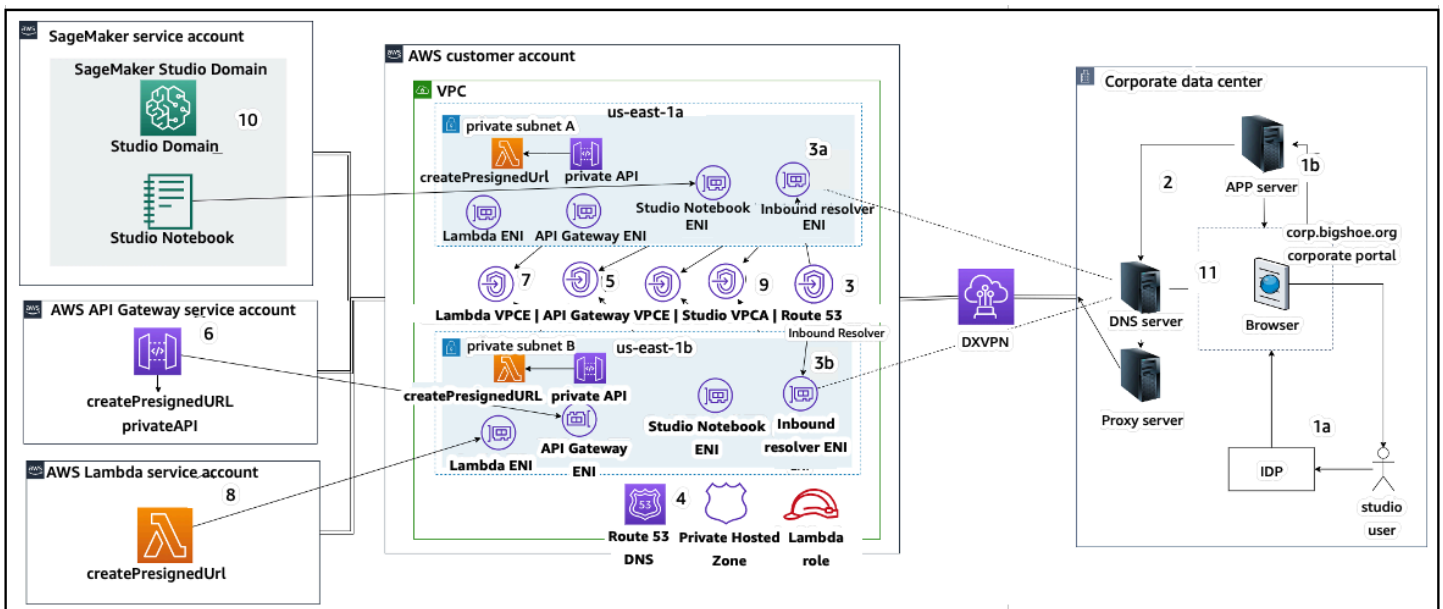 aws
SageMaker service account
SageMaker Studio Domain
10
Studio Domain
Studio Notebook
aws
AWS API Gateway service account
6
createPresignedURL
privateAPI
aws
AWS Lambda service account
8
createPresignedUrl
aws
AWS customer account
VPC
us-east-1a
private subnet A
3a
createPresignedUrl
private API
Studio Notebook
ENI
Inbound resolver
ENI
Lambda ENI
API Gateway ENI
7
5
9
3
Lambda VPCE | API Gateway VPCE | Studio VPCA | Route 53
Inbound Resolver
private subnet B
us-east-1b
3b
createPresignedURL
private API
Studio Notebook
ENI
Inbound
resolver ENI
API Gateway
ENI
Lambda ENI
53
4
Route 53
DNS
Private Hosted
Zone
Lambda
role
DXVPN
Corporate data center
1b
2
APP server
corp.bigshoe.org
corporate portal
11
DNS server
Browser
Proxy server
1a
IDP
studio
user